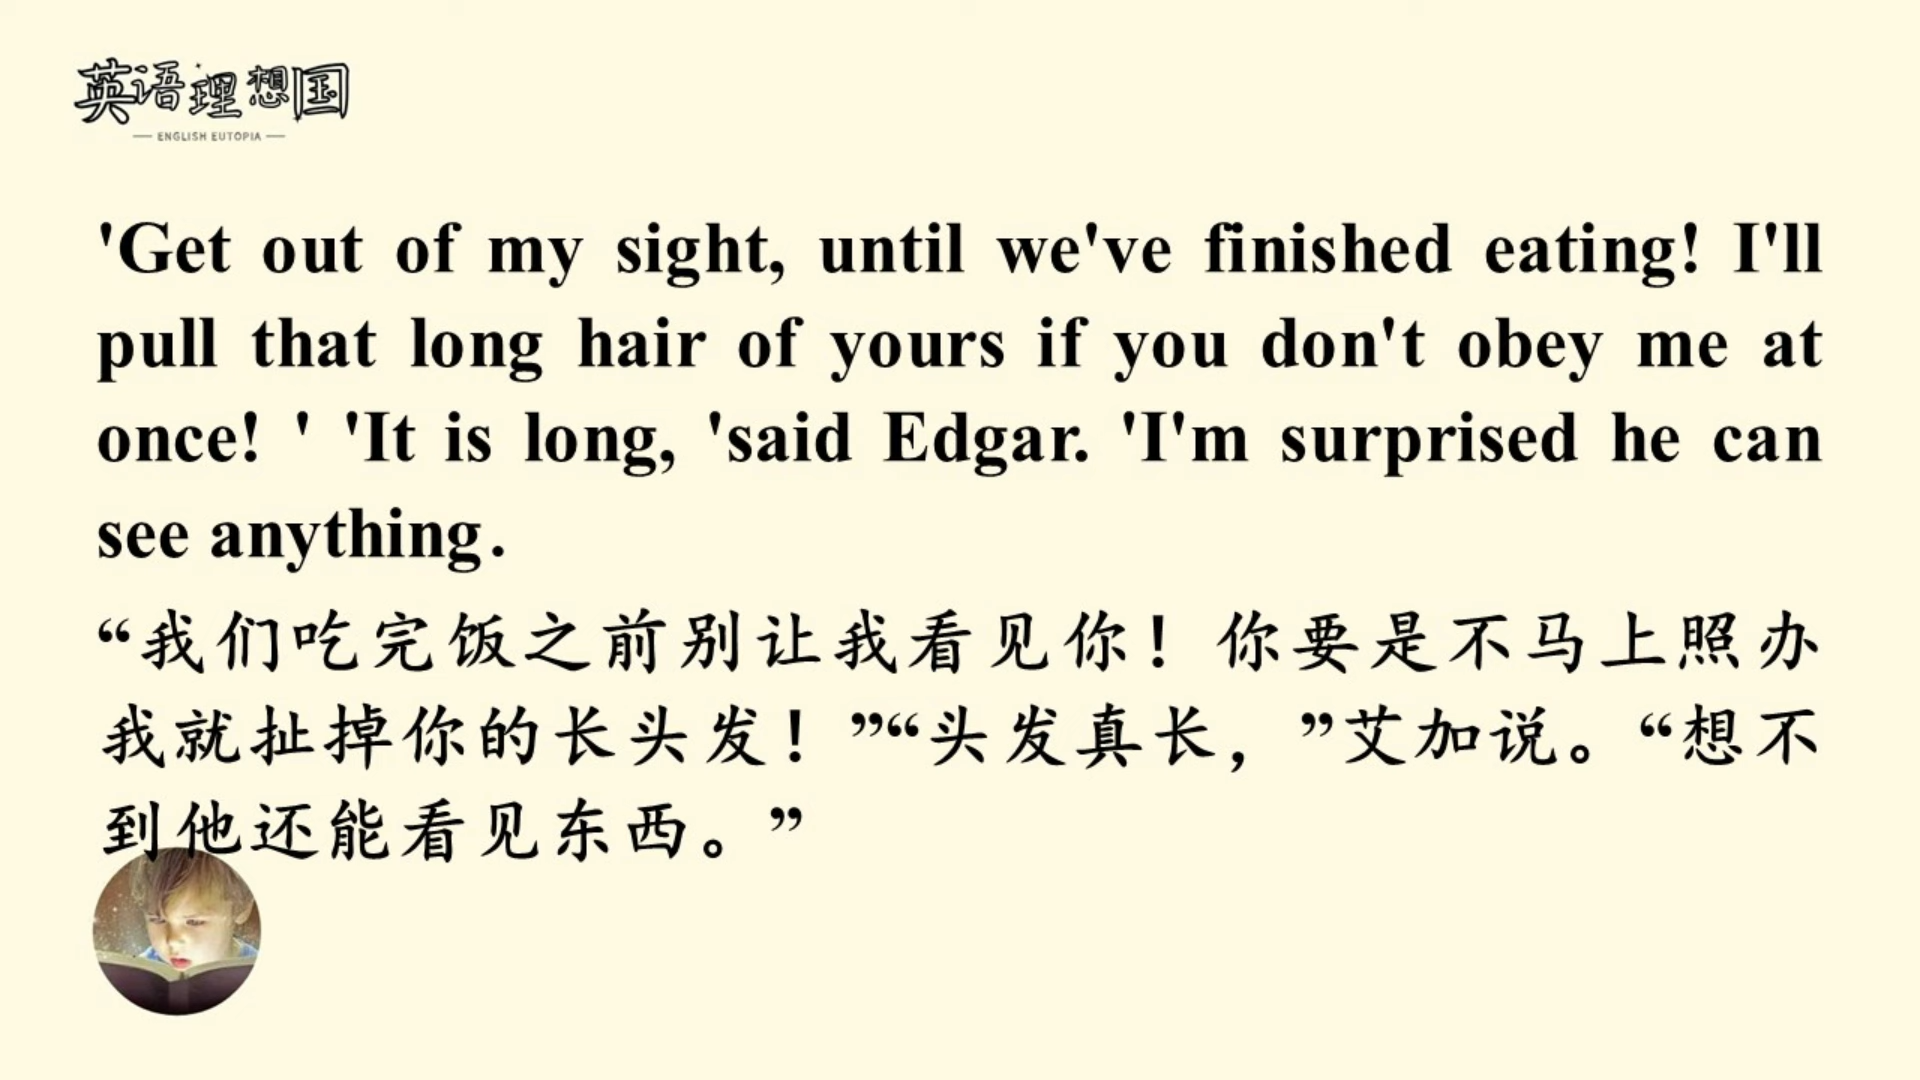 英语理想国
ENGLISH EUTOPIA
'Get out of my sight, until we've finished eating! I'll
pull that long hair of yours if you don't obey me at
once! ' 'It is long, 'said Edgar. 'I'm surprised he can
see anything.
“我们吃完饭之前别让我看见你！你要是不马上照办
我就扯掉你的长头发！”“头发真长，”艾加说。“想不
到他还能看见东西。”